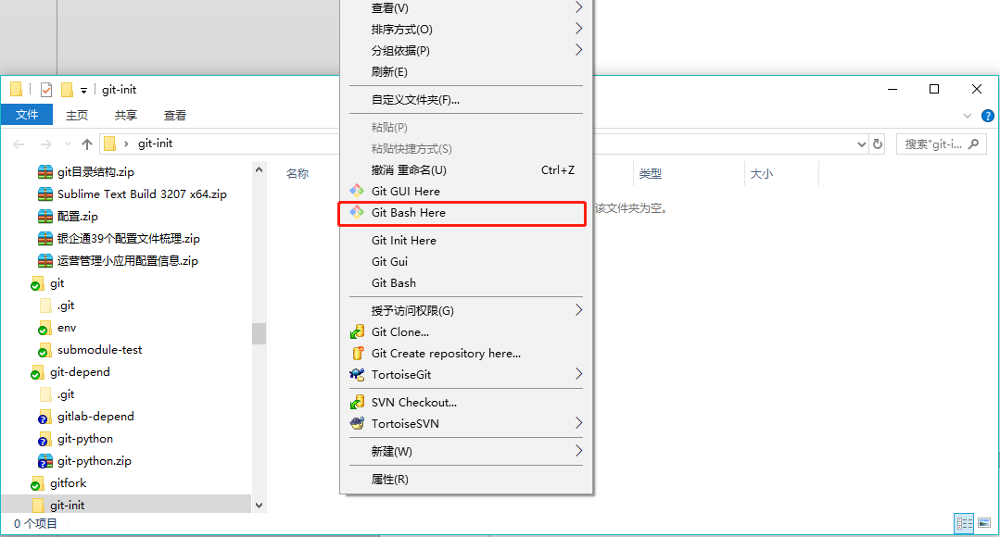 查看(V)
排序方式(O)
分组依据(P)
刷新(E)
自定义文件夹(F)...
粘贴(P)
粘贴快捷方式(S)
撤消 重命名(U) Ctrl+Z
Git GUI Here
Git Bash Here
Git Init Here
Git Gui
Git Bash
授予访问权限(G)
Git Clone...
Git Create repository here...
TortoiseGit
SVN Checkout...
TortoiseSVN
新建(W)
属性(R)
git-init
文件 主页 共享 查看
git-init
搜索"git-i...
名称 类型 大小
该文件夹为空。
git目录结构.zip
Sublime Text Build 3207 x64.zip
配置.zip
银企通39个配置文件梳理.zip
运营管理小应用配置信息.zip
git
.git
env
submodule-test
git-depend
.git
gitlab-depend
git-python
git-python.zip
gitfork
git-init
0 个项目